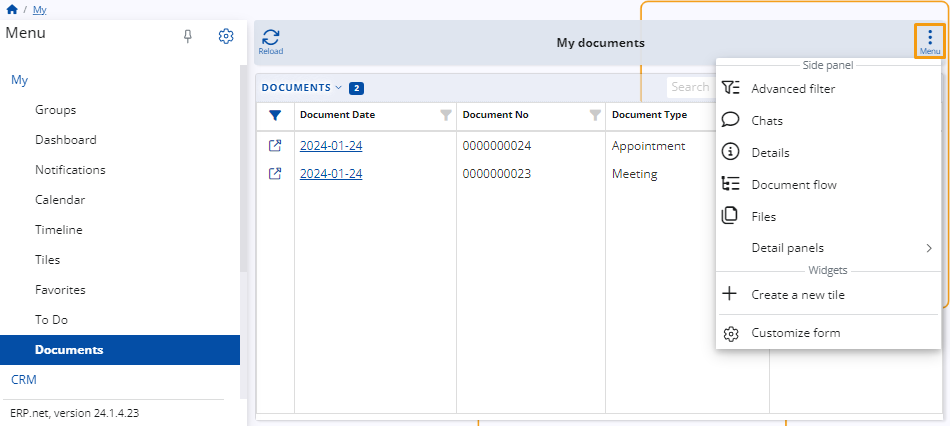 / My
Menu
My
Groups
Dashboard
Notifications
Calendar
Timeline
Tiles
Favorites
To Do
Documents
CRM
ERP.net, version 24.1.4.23
Reload
My documents
Menu
DOCUMENTS 2
Search
Document Date Document No Document Type
2024-01-24 0000000024 Appointment
2024-01-24 0000000023 Meeting
Side panel
Advanced filter
Chats
Details
Document flow
Files
Detail panels
Widgets
Create a new tile
Customize form